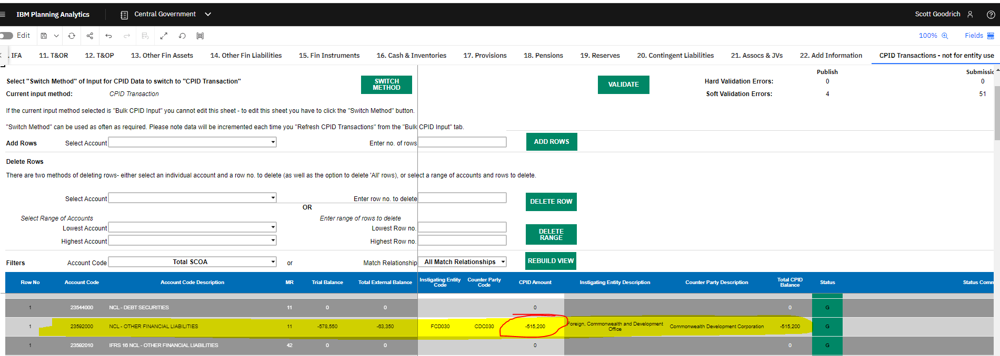 IBM Planning Analytics Central Government Scott Goodrich
Edit 100% Fields
. IFA 11. T&OR 12. T&OP 13. Other Fin Assets 14. Other Fin Liabilities 15. Fin Instruments 16. Cash & Inventories 17. Provisions 18. Pensions 19. Reserves 20. Contingent Liabilities 21. Assocs & JVs 22. Add Information CPID Transactions - not for entity use
Publish Submissic
Select "Switch Method" of Input for CPID Data to switch to "CPID Transaction" SWITCH METHOD VALIDATE Hard Validation Errors: 0 0
Current input method: CPID Transaction Soft Validation Errors: 4 51
If the current input method selected is "Bulk CPID Input" you cannot edit this sheet - to edit this sheet you have to click the "Switch Method" button.
"Switch Method" can be used as often as required. Please note data will be incremented each time you "Refresh CPID Transactions" from the "Bulk CPID Input" tab.
Add Rows Select Account Enter no. of rows ADD ROWS
Delete Rows
There are two methods of deleting rows- either select an individual account and a row no. to delete (as well as the option to delete 'All' rows), or select a range of accounts and rows to delete.
Select Account Enter row no. to delete DELETE ROW
OR
Select Range of Accounts Enter range of rows to delete
Lowest Account Lowest Row no. DELETE RANGE
Highest Account Highest Row no.
Filters Account Code Total SCOA or Match Relationship All Match Relationships REBUILD VIEW
Row No Account Code Account Code Description MR Trial Balance Total External Balance Instigating Entity Code Counter Party Code CPID Amount Instigating Entity Description Counter Party Description Total CPID Balance Status Status Comm
1 23544000 NCL - DEBT SECURITIES 11 0 0 0 0 G
1 23592000 NCL - OTHER FINANCIAL LIABILITIES 11 -578,550 -63,350 FCD030 CDC030 -515,200 Foreign, Commonwealth and Development Office Commonwealth Development Corporation -515,200 G
1 23592010 IFRS 16 NCL - OTHER FINANCIAL LIABILITIES 42 0 0 0 0 G